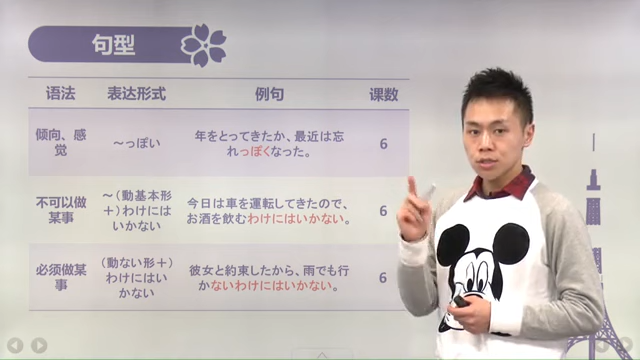 句型
语法 表达形式 例句 课数
倾向、感
觉
~っぽい
年をとってきたか、最近は忘
れっぽくなった。
6
不可以做
某事
~(動基本形
+)わけには
いかない
今日は車を運転してきたので、
お酒を飲むわけにはいかない。
6
必须做某
事
(動ない形+)
わけにはい
かない
彼女と約束したから、雨でも行
かないわけにはいかない。
6